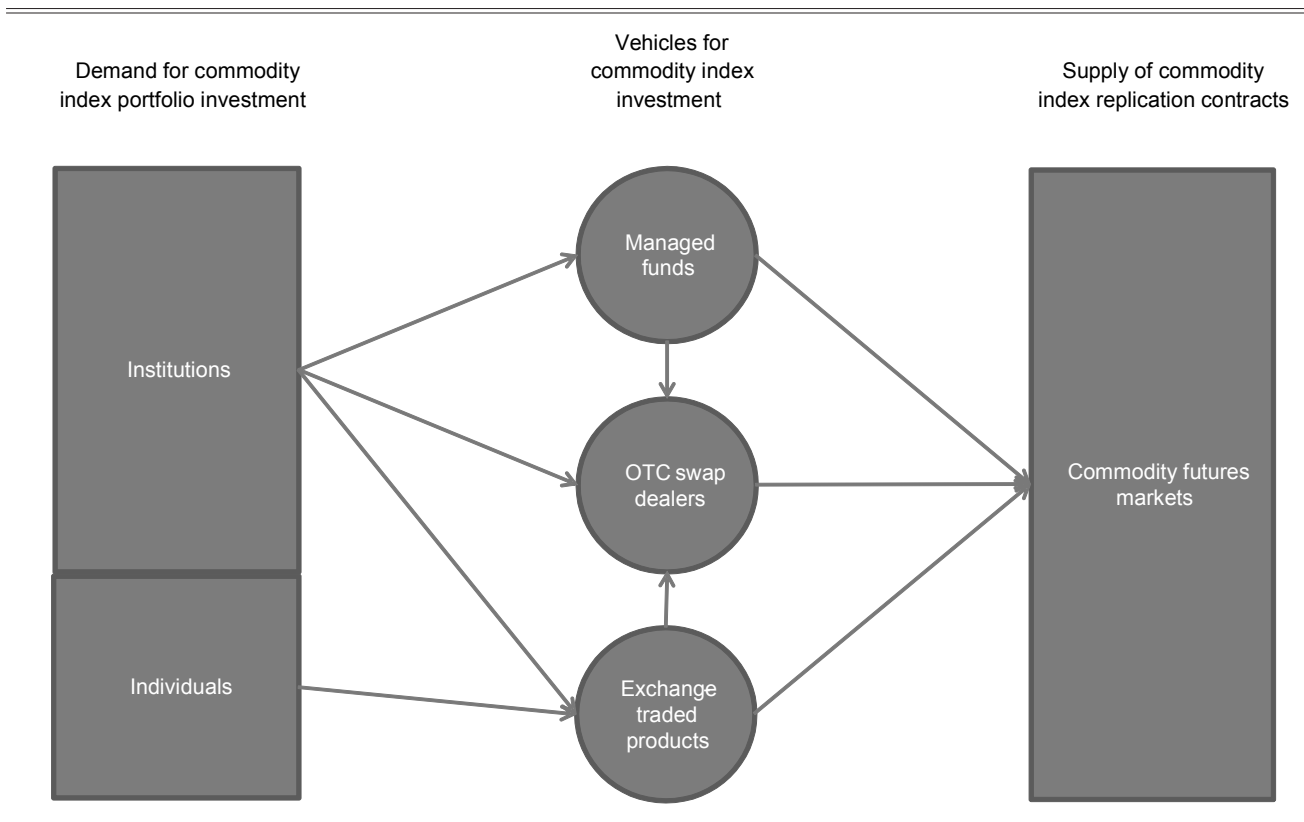 Demand for commodity
index portfolio investment
Vehicles for
commodity index
investment
Supply of commodity
index replication contracts
Institutions
Individuals
Managed
funds
OTC swap
dealers
Exchange
traded
products
Commodity futures
markets